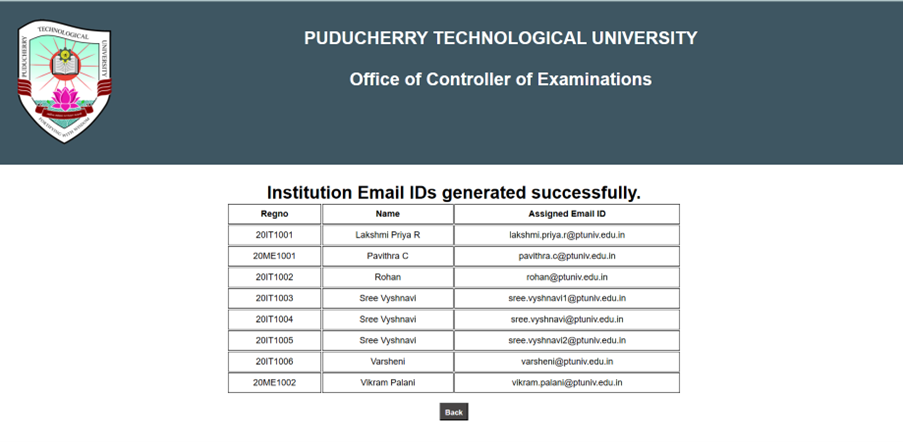 PUDUCHERRY TECHNOLOGICAL UNIVERSITY
Office of Controller of Examinations
TECHNOLOGICAL
PUDUCHERRY
UNIVERSITY
FORTIFYING WITH WISDOM
Institution Email IDs generated successfully.
Regno Name Assigned Email ID
20IT1001 Lakshmi Priya R lakshmi.priya.r@ptuniv.edu.in
20ME1001 Pavithra C pavithra.c@ptuniv.edu.in
20IT1002 Rohan rohan@ptuniv.edu.in
20IT1003 Sree Vyshnavi sree.vyshnavi1@ptuniv.edu.in
20IT1004 Sree Vyshnavi sree.vyshnavi@ptuniv.edu.in
20IT1005 Sree Vyshnavi sree.vyshnavi2@ptuniv.edu.in
20IT1006 Varsheni varsheni@ptuniv.edu.in
20ME1002 Vikram Palani vikram.palani@ptuniv.edu.in
Back